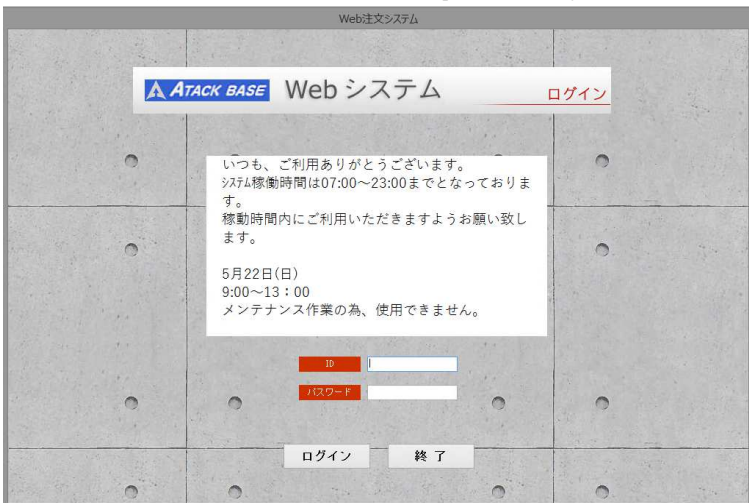 Web注文システム
ATACK BASE Web システム
ログイン
いつも、ご利用ありがとうございます。
ｼｽﾃﾑ稼働時間は07:00～23:00までとなっておりま
す。
稼動時間内にご利用いただきますようお願い致し
ます。
5月22日(日)
9:00～13：00
メンテナンス作業の為、使用できません。
ID
パスワード
ログイン 終 了